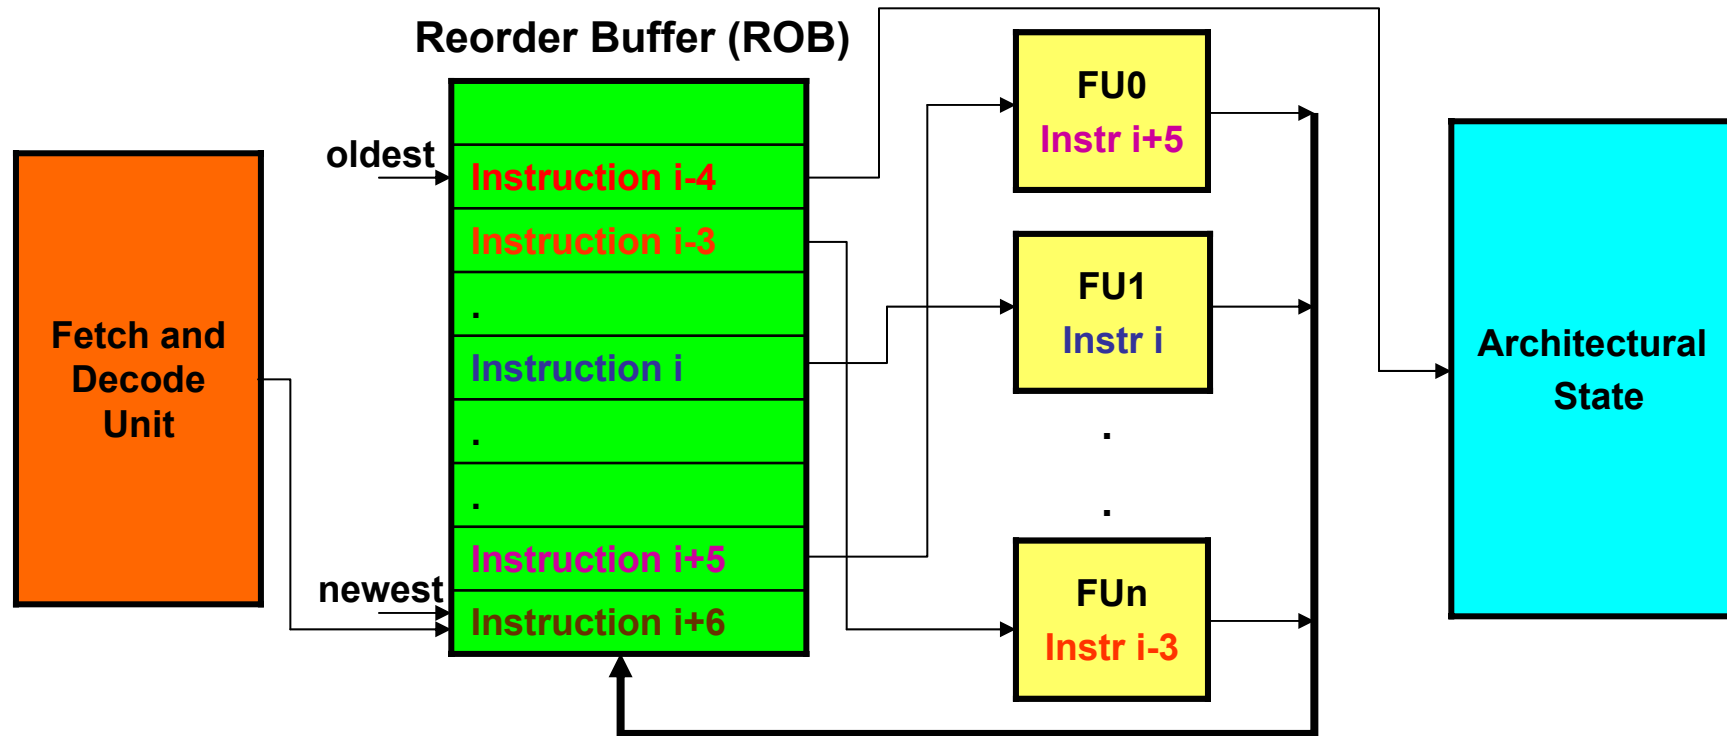 Reorder Buffer (ROB)
Fetch and
Decode
Unit
oldest
newest
Instruction i-4
Instruction i-3
.
Instruction i
.
.
Instruction i+5
Instruction i+6
FU0
Instr i+5
FU1
Instr i
.
.
FUn
Instr i-3
Architectural
State